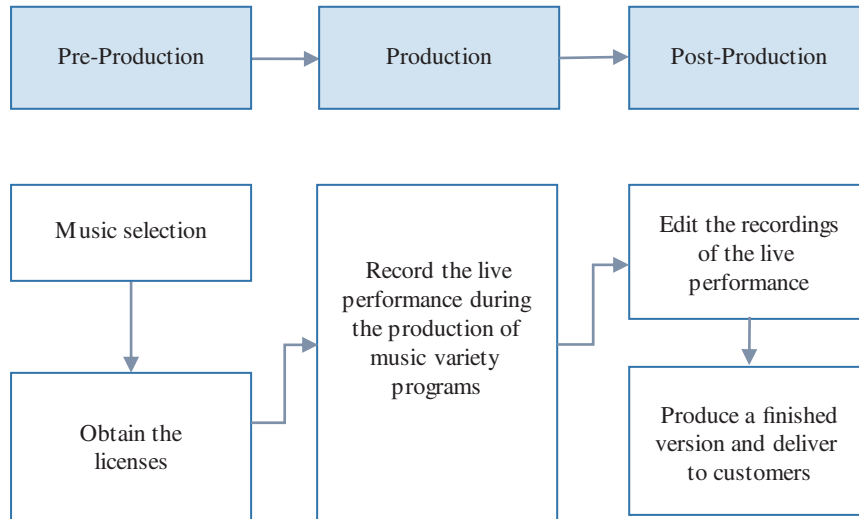 Pre-Production
Production
Post-Production
Music selection
Obtain the
licenses
Record the live
performance during
the production of
music variety
programs
Edit the recordings
of the live
performance
Produce a finished
version and deliver
to customers